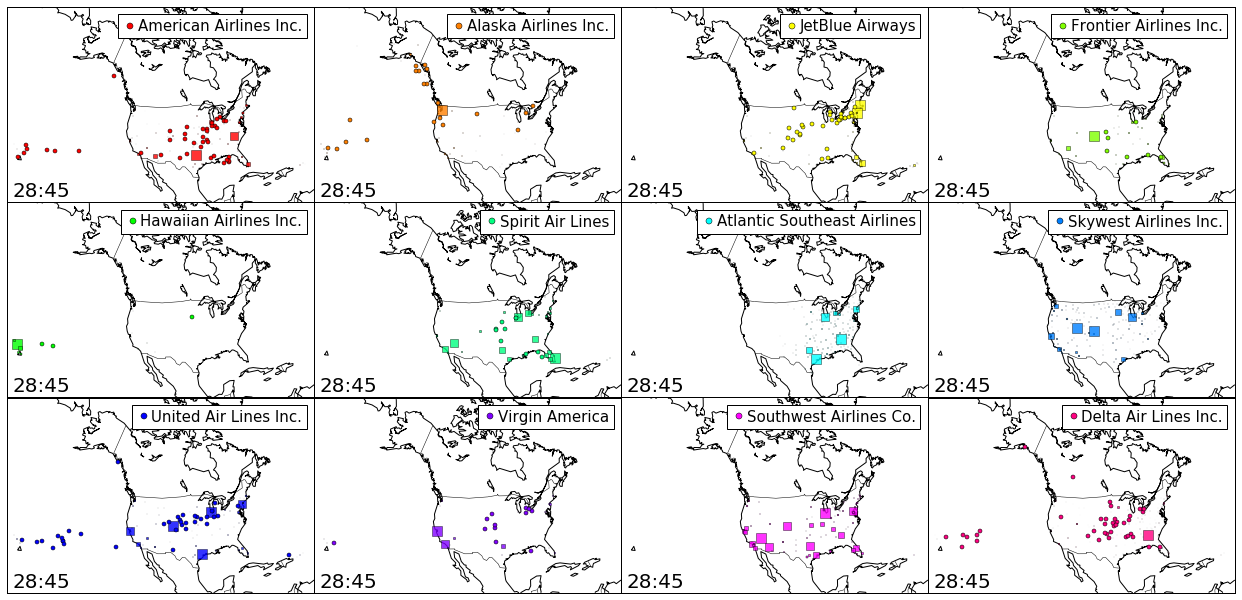 American Airlines Inc.
Alaska Airlines Inc.
JetBlue Airways
Frontier Airlines Inc.
28:45
28:45
28:45
28:45
Hawaiian Airlines Inc.
Spirit Air Lines
Atlantic Southeast Airlines
Skywest Airlines Inc.
28:45
28:45
28:45
28:45
United Air Lines Inc.
Virgin America
Southwest Airlines Co.
Delta Air Lines Inc.
28:45
28:45
28:45
28:45